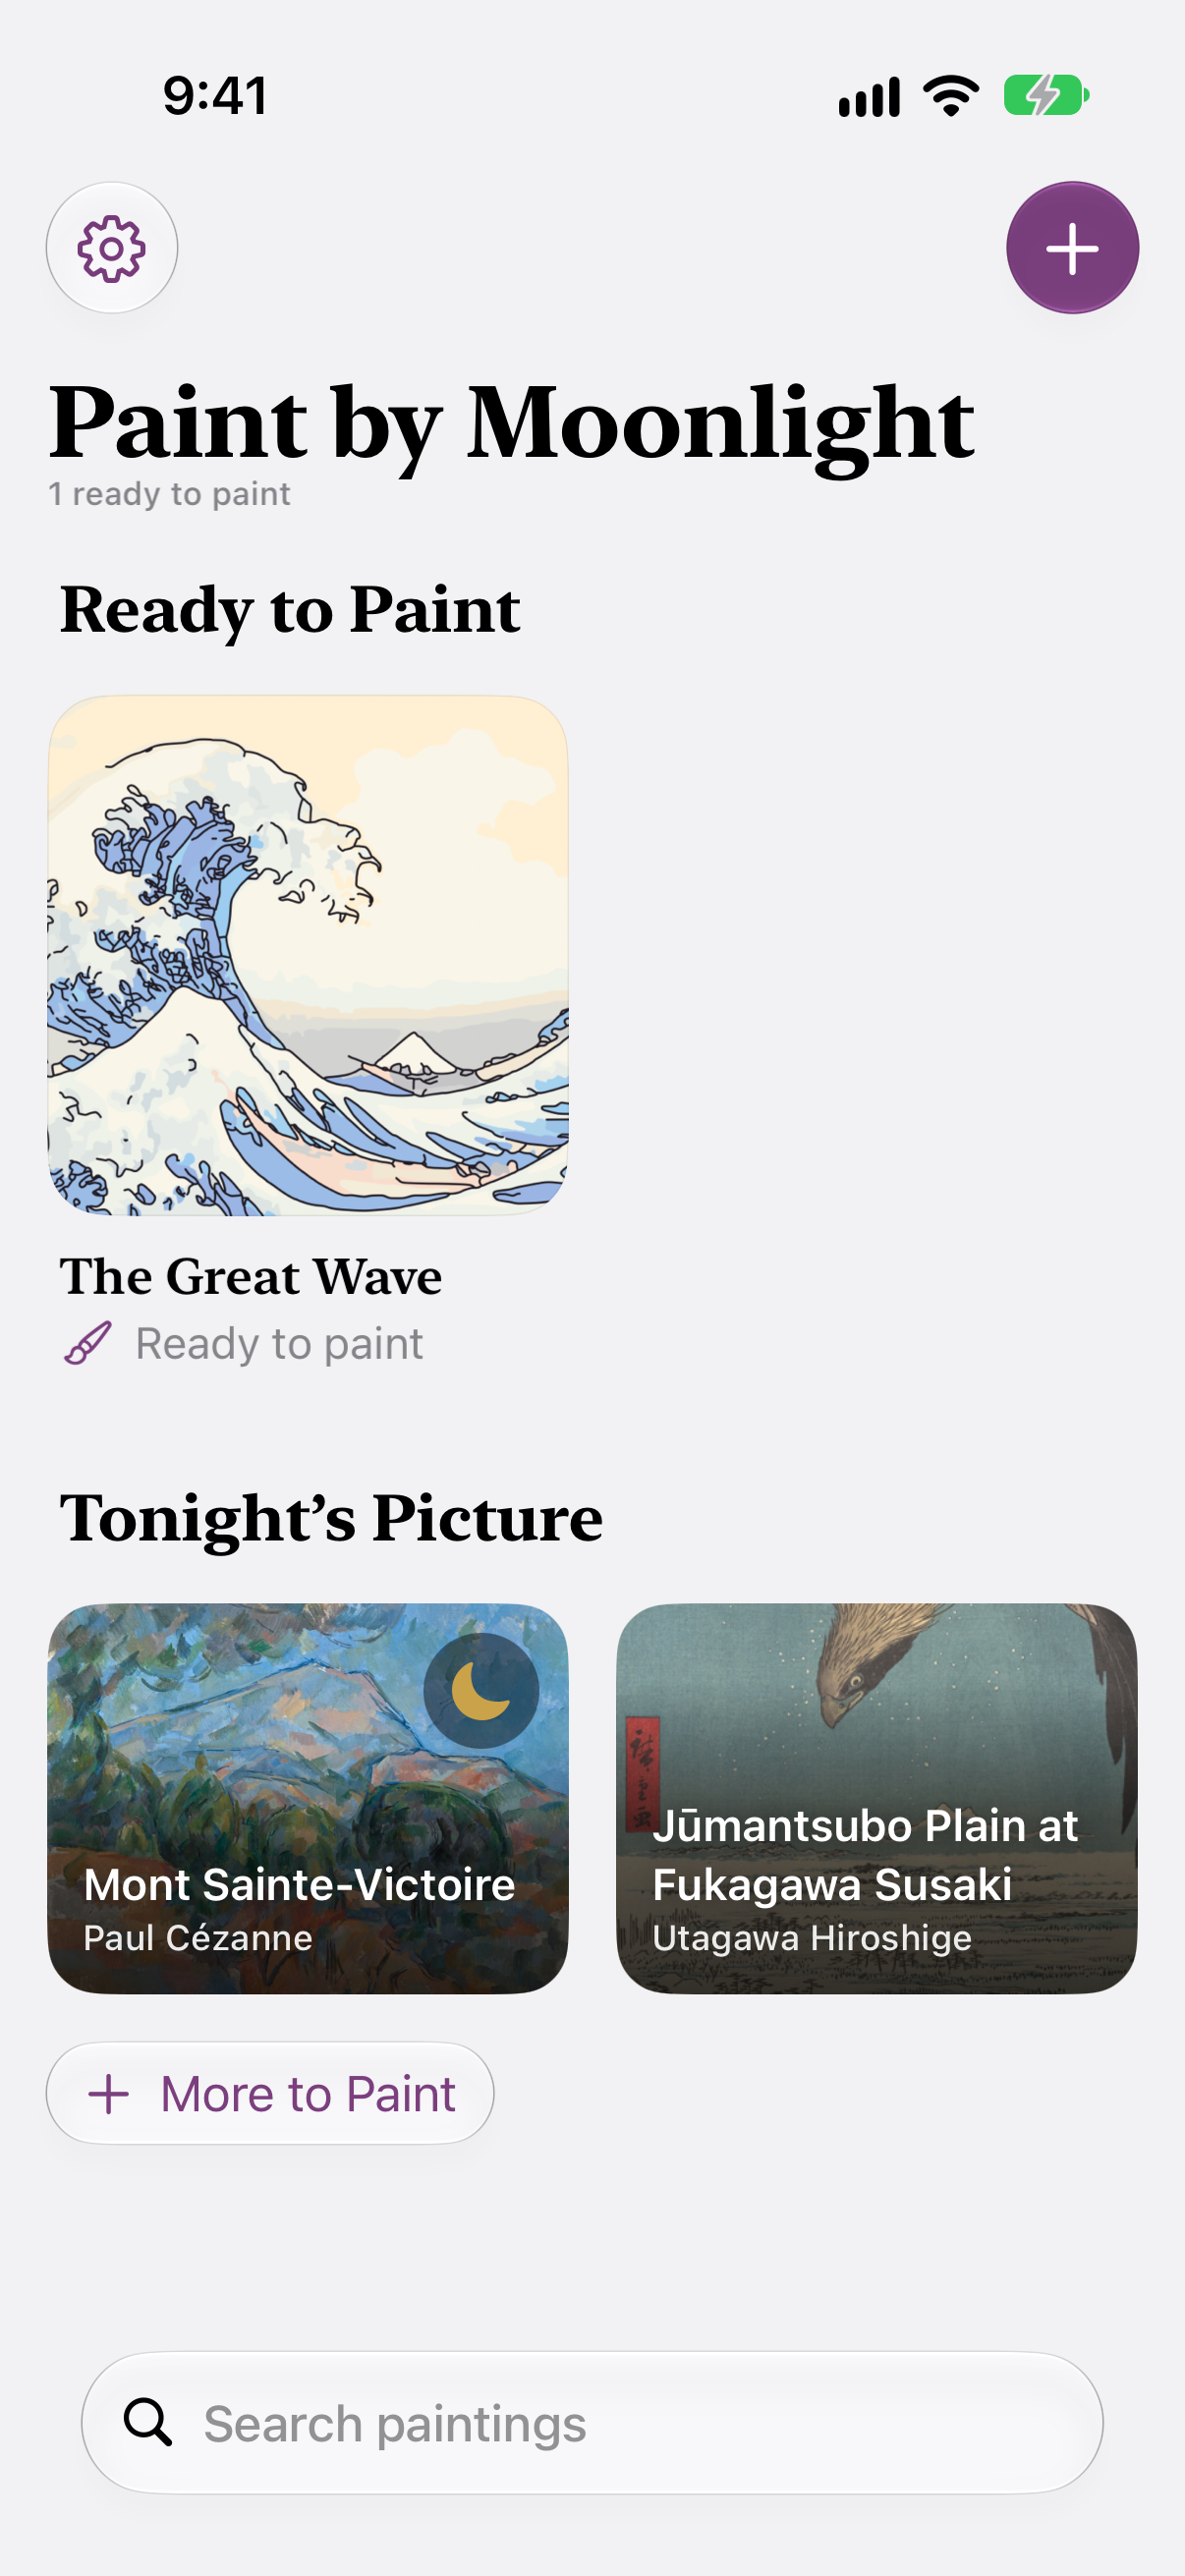 9:41
Paint by Moonlight
1 ready to paint
Ready to Paint
The Great Wave
Ready to paint
Tonight’s Picture
Mont Sainte-Victoire
Paul Cézanne
Jūmantsubo Plain at
Fukagawa Susaki
Utagawa Hiroshige
More to Paint
Search paintings